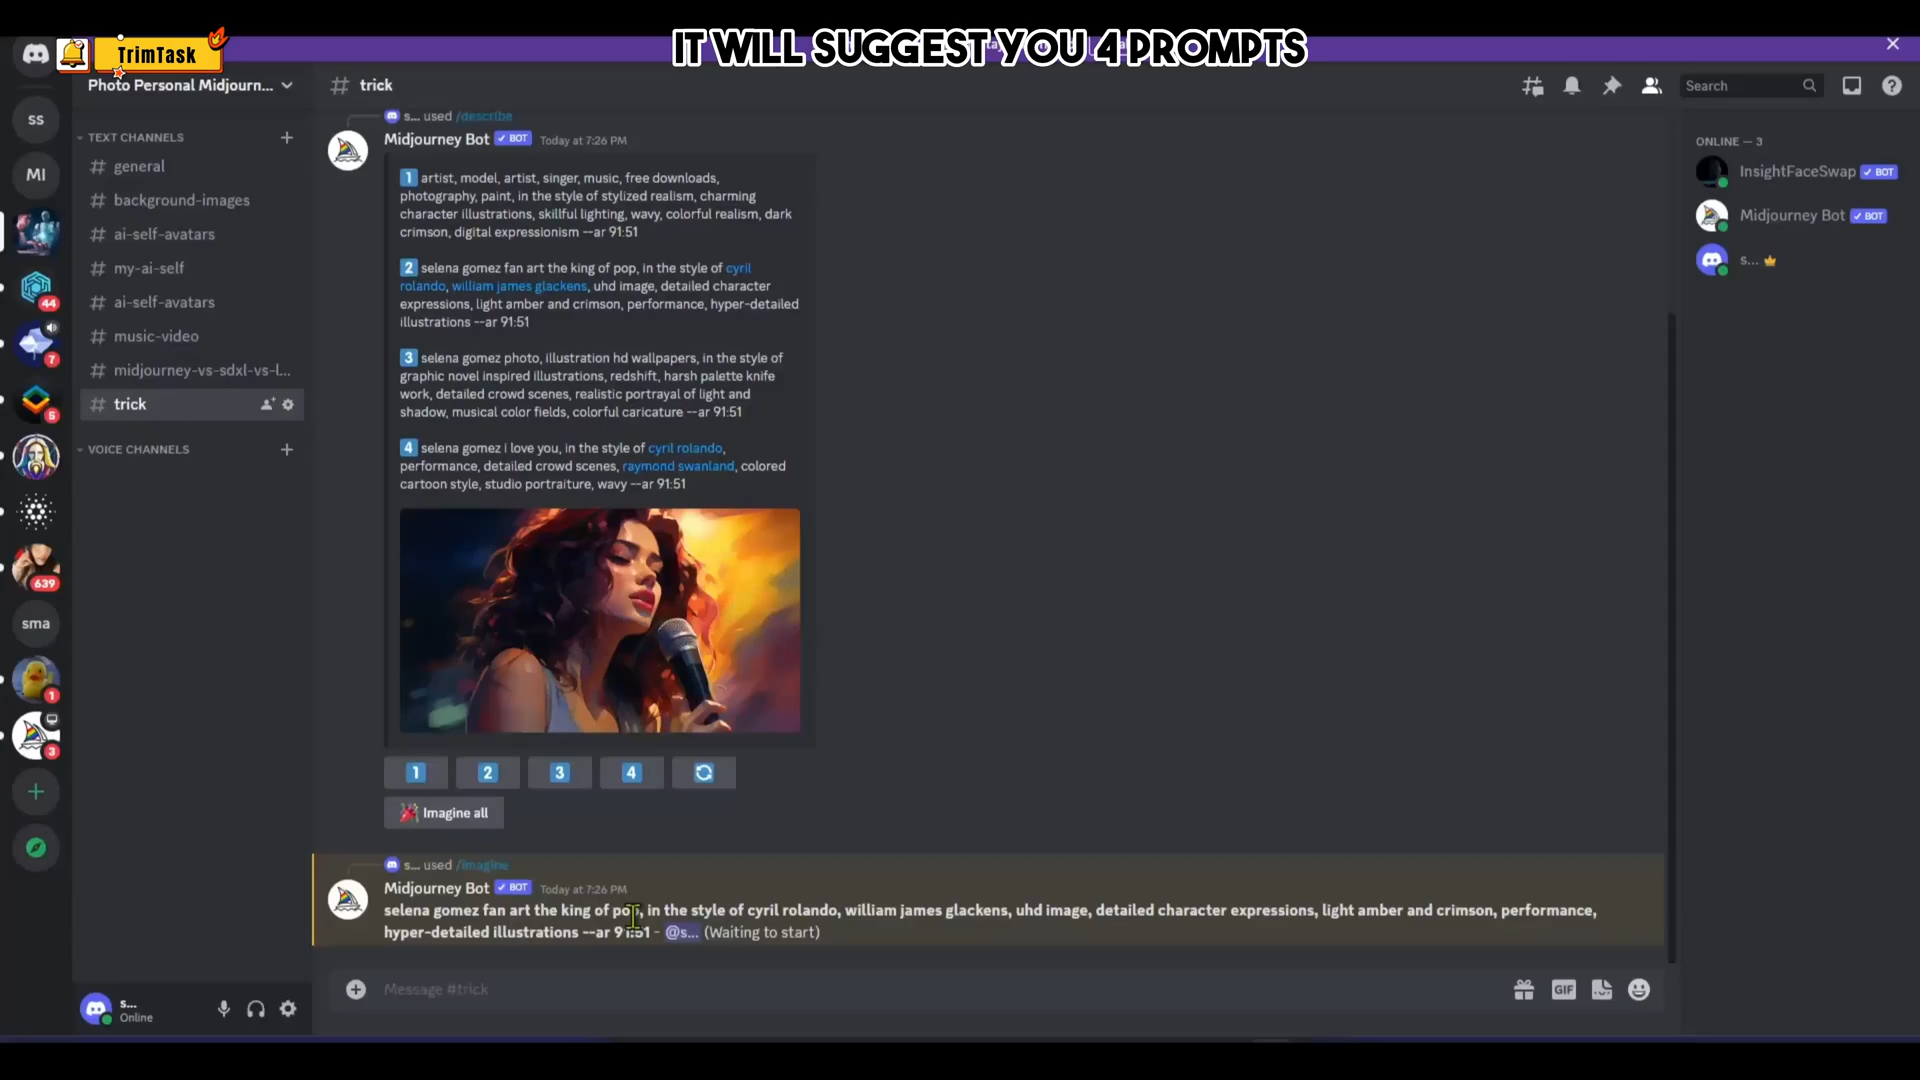 IT WILL SUGGEST YOU 4 PROMPTS
TrimTask
Photo Personal Midjourn...
# trick
Search
ss
MI
44
7
5
639
sma
1
3
TEXT CHANNELS
general
background-images
ai-self-avatars
my-ai-self
ai-self-avatars
music-video
midjourney-vs-sdxl-vs-l...
trick
VOICE CHANNELS
s...
Online
s... used /describe
Midjourney Bot BOT Today at 7:26 PM
1 artist, model, artist, singer, music, free downloads,
photography, paint, in the style of stylized realism, charming
character illustrations, skillful lighting, wavy, colorful realism, dark
crimson, digital expressionism --ar 91:51
2 selena gomez fan art the king of pop, in the style of cyril
rolando, william james glackens, uhd image, detailed character
expressions, light amber and crimson, performance, hyper-detailed
illustrations --ar 91:51
3 selena gomez photo, illustration hd wallpapers, in the style of
graphic novel inspired illustrations, redshift, harsh palette knife
work, detailed crowd scenes, realistic portrayal of light and
shadow, musical color fields, colorful caricature --ar 91:51
4 selena gomez i love you, in the style of cyril rolando,
performance, detailed crowd scenes, raymond swanland, colored
cartoon style, studio portraiture, wavy --ar 91:51
1 2 3 4
Imagine all
s... used /imagine
Midjourney Bot BOT Today at 7:26 PM
selena gomez fan art the king of pop, in the style of cyril rolando, william james glackens, uhd image, detailed character expressions, light amber and crimson, performance,
hyper-detailed illustrations --ar 91:51 - @s... (Waiting to start)
Message #trick
GIF
ONLINE — 3
InsightFaceSwap BOT
Midjourney Bot BOT
s...